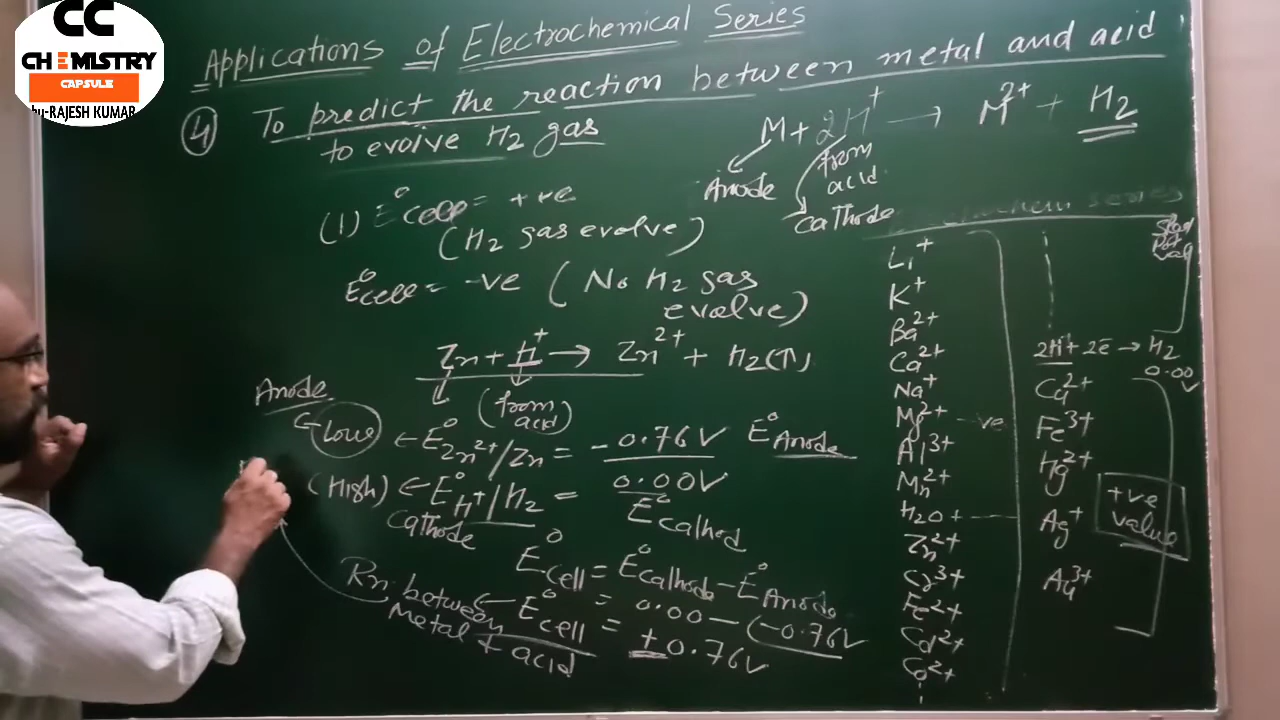 CC
CHEMISTRY
CAPSULE
by-RAJESH KUMAR
Applications of Electrochemical Series
(4) To predict the reaction between metal and acid
to evolve H2 gas
M + 2H⁺ → M²⁺ + H₂
Anode
from
acid
Cathode
(1) E°cell = +ve
(H₂ gas evolve)
E°cell = -ve (No H₂ gas
evolve)
Zn + H⁺ → Zn²⁺ + H₂(↑)
(from
acid)
Anode
(Low) ← E°Zn²⁺/Zn = -0.76V E°Anode
(High) ← E°H⁺/H₂ = 0.00V
Cathode
E°Cathod
E°cell = E°Cathode - E°Anode
E°cell = 0.00 - (-0.76V
= +0.76V
Rn. between
Metal + acid
series
Li⁺
K⁺
Ba²⁺
Ca²⁺
Na⁺
Mg²⁺ -ve
Al³⁺
Mn²⁺
H₂O
Zn²⁺
Cr³⁺
Fe²⁺
Cd²⁺
Co²⁺
2H⁺ + 2e⁻ → H₂
0.00
V
Cu²⁺
Fe³⁺
Hg²⁺
Ag⁺
Au³⁺
+ve
value